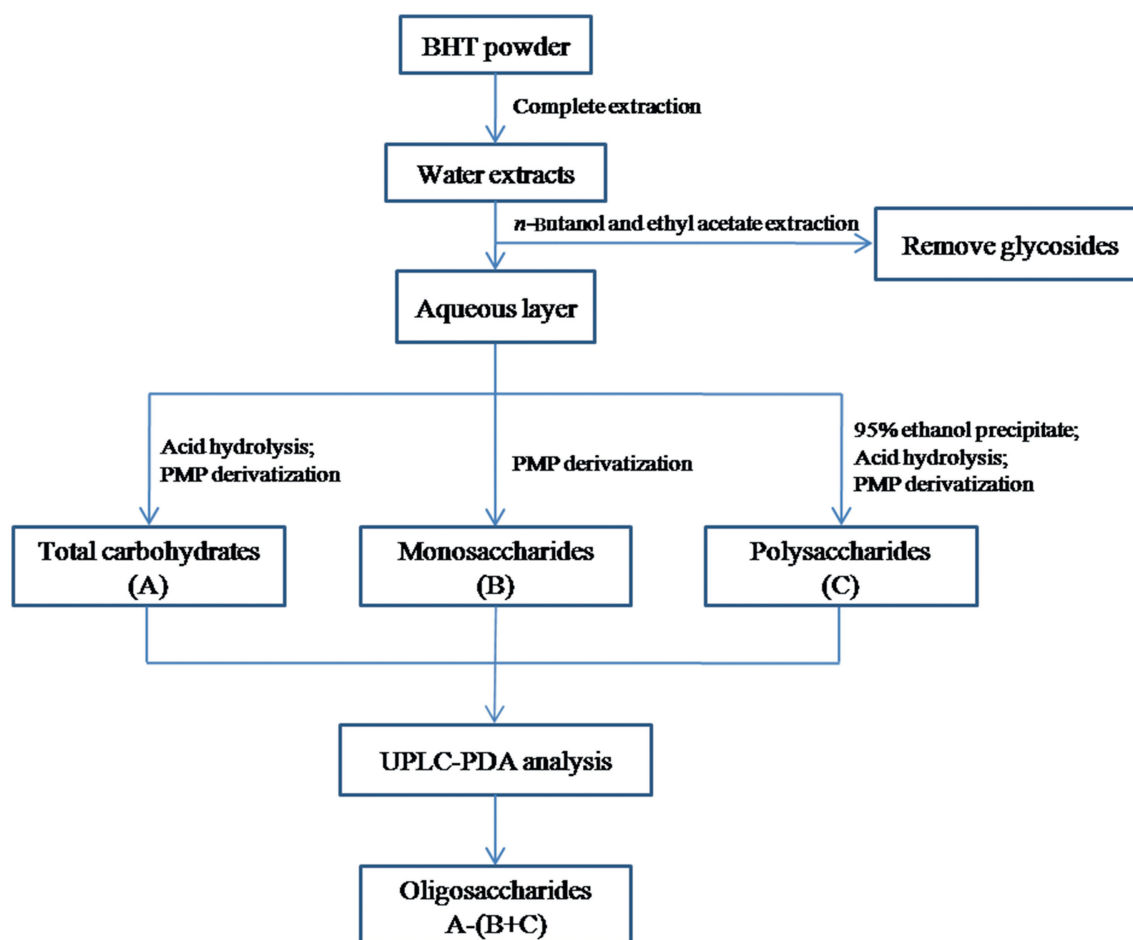 BHT powder
Complete extraction
Water extracts
n-Butanol and ethyl acetate extraction
Remove glycosides
Aqueous layer
Acid hydrolysis;
PMP derivatization
PMP derivatization
95% ethanol precipitate;
Acid hydrolysis;
PMP derivatization
Total carbohydrates
(A)
Monosaccharides
(B)
Polysaccharides
(C)
UPLC-PDA analysis
Oligosaccharides
A-(B+C)